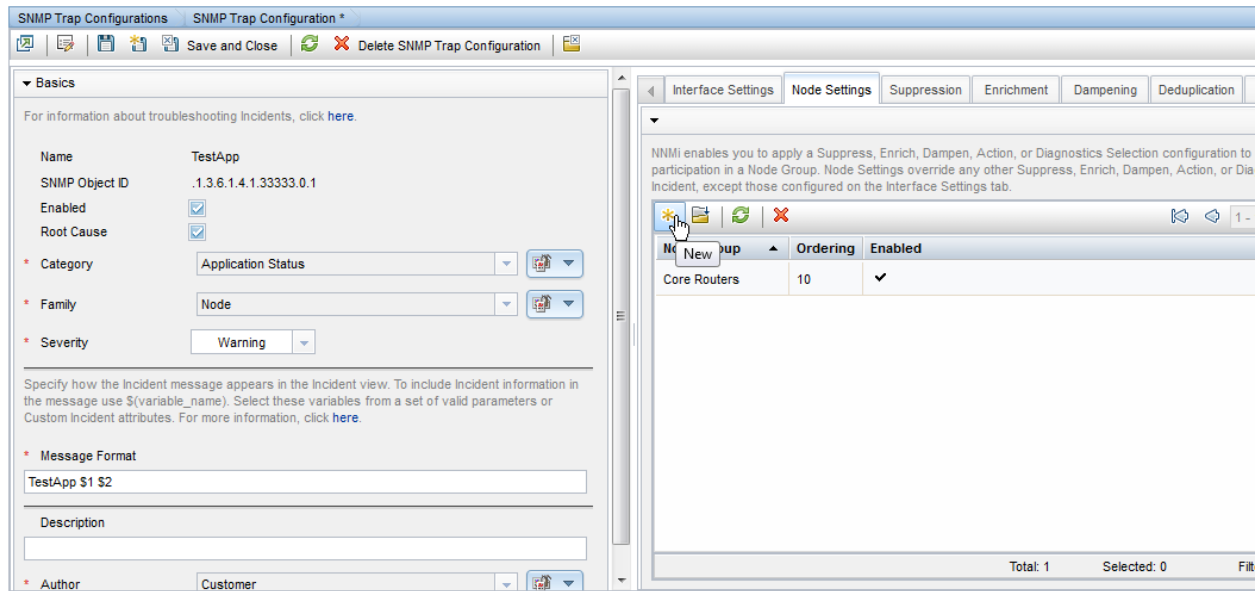 SNMP Trap Configurations
SNMP Trap Configuration *
Save and Close
Delete SNMP Trap Configuration
Basics
For information about troubleshooting Incidents, click here.
Name TestApp
SNMP Object ID .1.3.6.1.4.1.33333.0.1
Enabled
Root Cause
* Category Application Status
* Family Node
* Severity Warning
Specify how the Incident message appears in the Incident view. To include Incident information in
the message use $(variable_name). Select these variables from a set of valid parameters or
Custom Incident attributes. For more information, click here.
* Message Format
TestApp $1 $2
Description
* Author Customer
Interface Settings
Node Settings
Suppression
Enrichment
Dampening
Deduplication
NNMi enables you to apply a Suppress, Enrich, Dampen, Action, or Diagnostics Selection configuration to
participation in a Node Group. Node Settings override any other Suppress, Enrich, Dampen, Action, or Dia
Incident, except those configured on the Interface Settings tab.
1 -
New
Ordering Enabled
Core Routers 10
Total: 1 Selected: 0 Filt